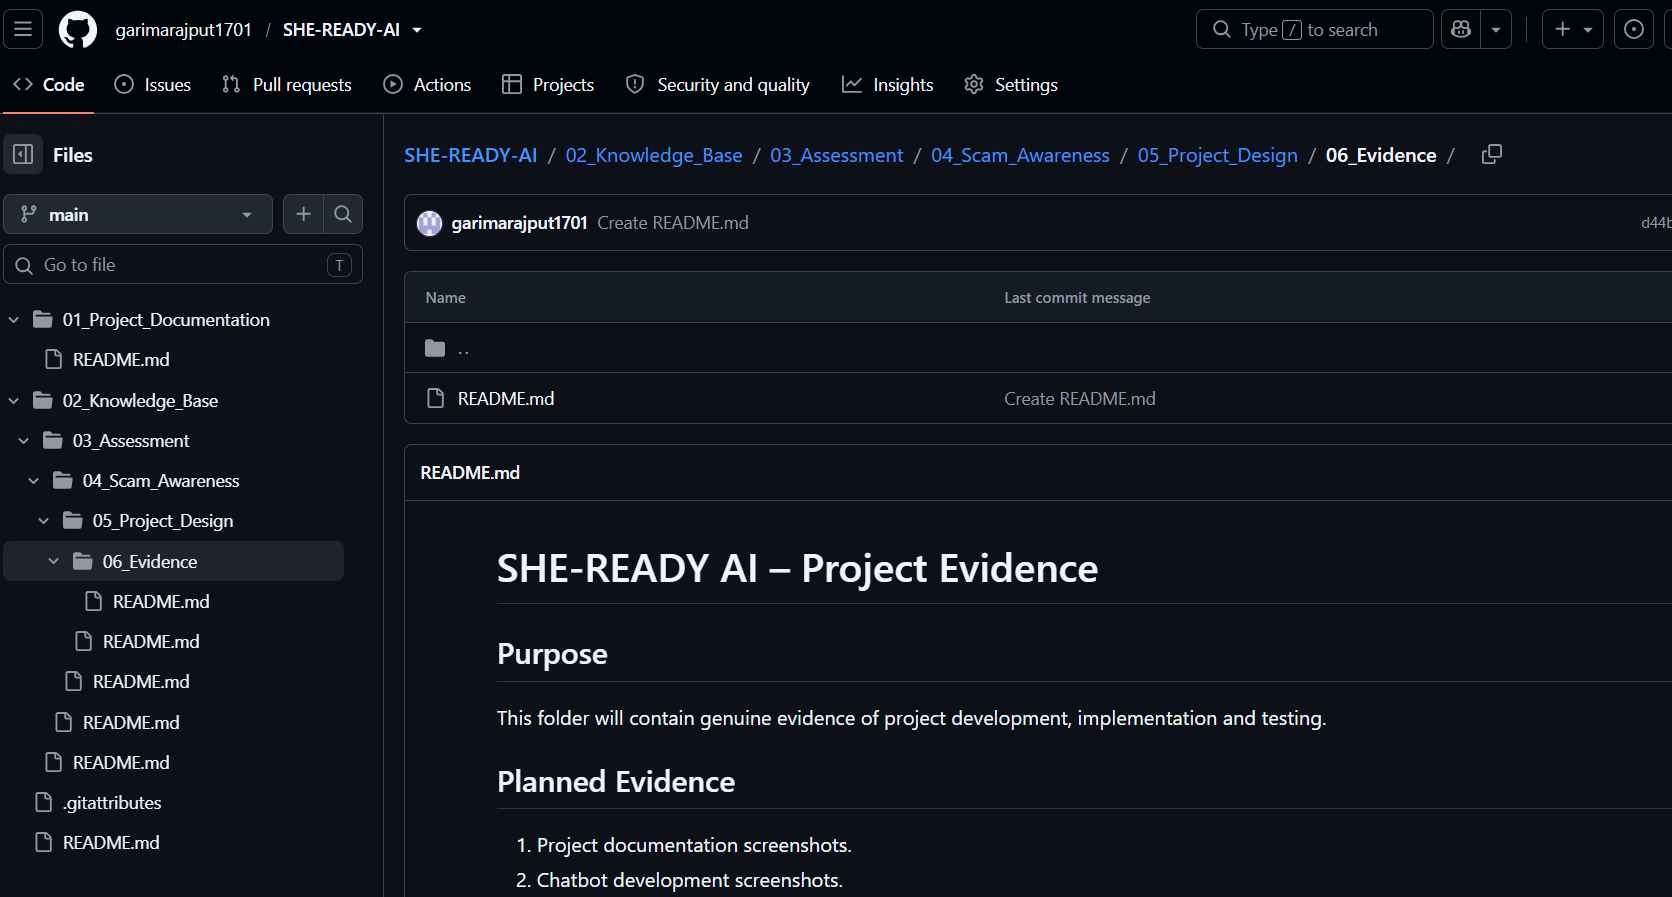 garimarajput1701 / SHE-READY-AI
Type / to search
Code Issues Pull requests Actions Projects Security and quality Insights Settings
Files
main
Go to file T
01_Project_Documentation
README.md
02_Knowledge_Base
03_Assessment
04_Scam_Awareness
05_Project_Design
06_Evidence
README.md
README.md
README.md
README.md
README.md
.gitattributes
README.md
SHE-READY-AI / 02_Knowledge_Base / 03_Assessment / 04_Scam_Awareness / 05_Project_Design / 06_Evidence /
garimarajput1701 Create README.md
Name Last commit message
..
README.md Create README.md
README.md
SHE-READY AI – Project Evidence
Purpose
This folder will contain genuine evidence of project development, implementation and testing.
Planned Evidence
1. Project documentation screenshots.
2. Chatbot development screenshots.